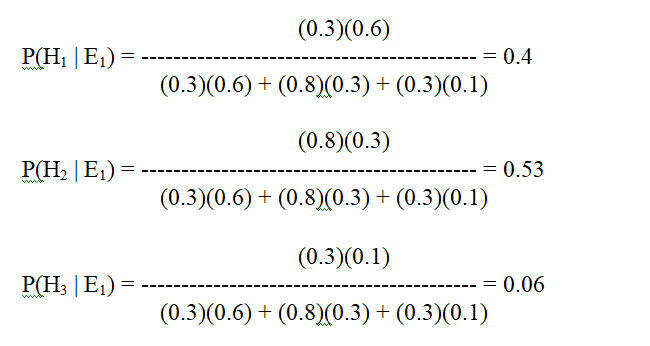 (0.3)(0.6)
P(H₁ | E₁) = ---------------------------------------------- = 0.4
(0.3)(0.6) + (0.8)(0.3) + (0.3)(0.1)
(0.8)(0.3)
P(H₂ | E₁) = ---------------------------------------------- = 0.53
(0.3)(0.6) + (0.8)(0.3) + (0.3)(0.1)
(0.3)(0.1)
P(H₃ | E₁) = ---------------------------------------------- = 0.06
(0.3)(0.6) + (0.8)(0.3) + (0.3)(0.1)